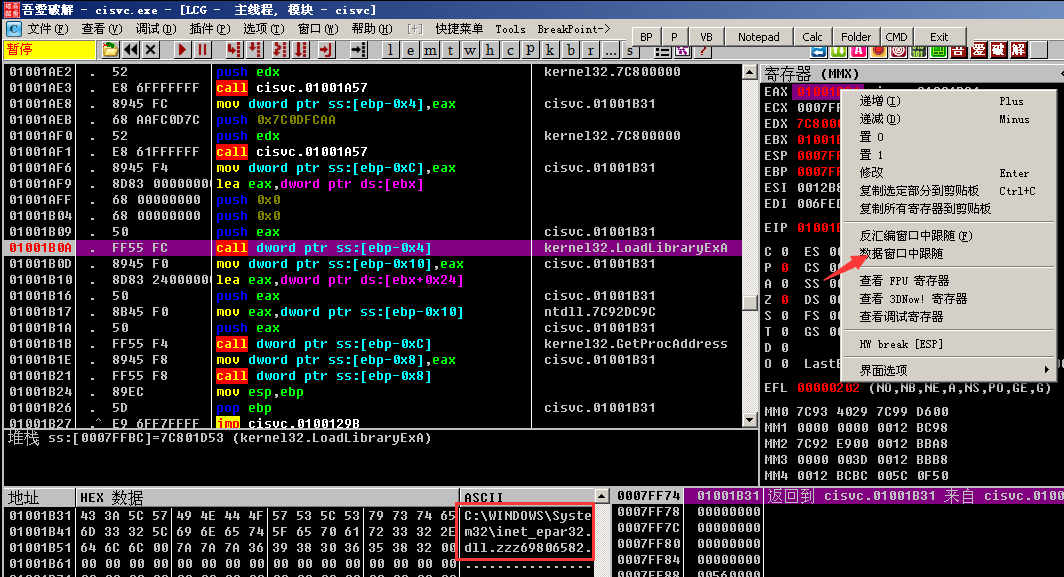 吾爱破解 - cisvc.exe - [LCG - 主线程, 模块 - cisvc]
文件(F) 查看(V) 调试(D) 插件(P) 选项(I) 窗口(W) 帮助(H) [+] 快捷菜单 Tools BreakPoint->
BP P VB Notepad Calc Folder CMD Exit
暂停
l e m t w h c p k b r ... s
吾 爱 破 解
01001AE2 . 52 push edx kernel32.7C800000
01001AE3 . E8 6FFFFFFF call cisvc.01001A57
01001AE8 . 8945 FC mov dword ptr ss:[ebp-0x4],eax cisvc.01001B31
01001AEB . 68 AAFC0D7C push 0x7C0DFCAA
01001AF0 . 52 push edx kernel32.7C800000
01001AF1 . E8 61FFFFFF call cisvc.01001A57
01001AF6 . 8945 F4 mov dword ptr ss:[ebp-0xC],eax cisvc.01001B31
01001AF9 . 8D83 00000000 lea eax,dword ptr ds:[ebx]
01001AFF . 68 00000000 push 0x0
01001B04 . 68 00000000 push 0x0
01001B09 . 50 push eax cisvc.01001B31
01001B0A . FF55 FC call dword ptr ss:[ebp-0x4] kernel32.LoadLibraryExA
01001B0D . 8945 F0 mov dword ptr ss:[ebp-0x10],eax cisvc.01001B31
01001B10 . 8D83 24000000 lea eax,dword ptr ds:[ebx+0x24]
01001B16 . 50 push eax cisvc.01001B31
01001B17 . 8B45 F0 mov eax,dword ptr ss:[ebp-0x10] ntdll.7C92DC9C
01001B1A . 50 push eax cisvc.01001B31
01001B1B . FF55 F4 call dword ptr ss:[ebp-0xC] kernel32.GetProcAddress
01001B1E . 8945 F8 mov dword ptr ss:[ebp-0x8],eax cisvc.01001B31
01001B21 . FF55 F8 call dword ptr ss:[ebp-0x8]
01001B24 . 89EC mov esp,ebp
01001B26 . 5D pop ebp cisvc.01001B31
01001B27 .^ E9 6FF7FFFF jmp cisvc.0100129B
堆栈 ss:[0007FFBC]=7C801D53 (kernel32.LoadLibraryExA)
寄存器 (MMX)
EAX
ECX 0007FF
EDX 7C8000
EBX 01001B
ESP 0007FF
EBP 0007FF
ESI 0012B8
EDI 006FED
EIP 01001B
C 0 ES
P 0 CS
A 0 SS
Z 0 DS
S 0 FS
T 0 GS
D 0
O 0 LastE
EFL 00000202 (NO,NB,NE,A,NS,PO,GE,G)
MM0 7C93 4029 7C99 D600
MM1 0000 0000 0012 BC98
MM2 7C92 E900 0012 BBA8
MM3 0000 003D 0012 BBB8
MM4 0012 BCBC 005C 0F50
递增(I) Plus
递减(D) Minus
置 0
置 1
修改 Enter
复制选定部分到剪贴板 Ctrl+C
复制所有寄存器到剪贴板
反汇编窗口中跟随(F)
数据窗口中跟随
查看 FPU 寄存器
查看 3DNow! 寄存器
查看调试寄存器
HW break [ESP]
界面选项
地址 HEX 数据 ASCII
01001B31 43 3A 5C 57 49 4E 44 4F 57 53 5C 53 79 73 74 65 C:\WINDOWS\Syste
01001B41 6D 33 32 5C 69 6E 65 74 5F 65 70 61 72 33 32 2E m32\inet_epar32.
01001B51 64 6C 6C 00 7A 7A 7A 36 39 38 30 36 35 38 32 00 dll.zzz69806582.
01001B61 00 00 00 00 00 00 00 00 00 00 00 00 00 00 00 00 ................
0007FF74 01001B31 返回到 cisvc.01001B31 来自 cisvc.0100
0007FF78 00000000
0007FF7C 00000000
0007FF80 00000000
0007FF84 00000000
0007FF88 00560000